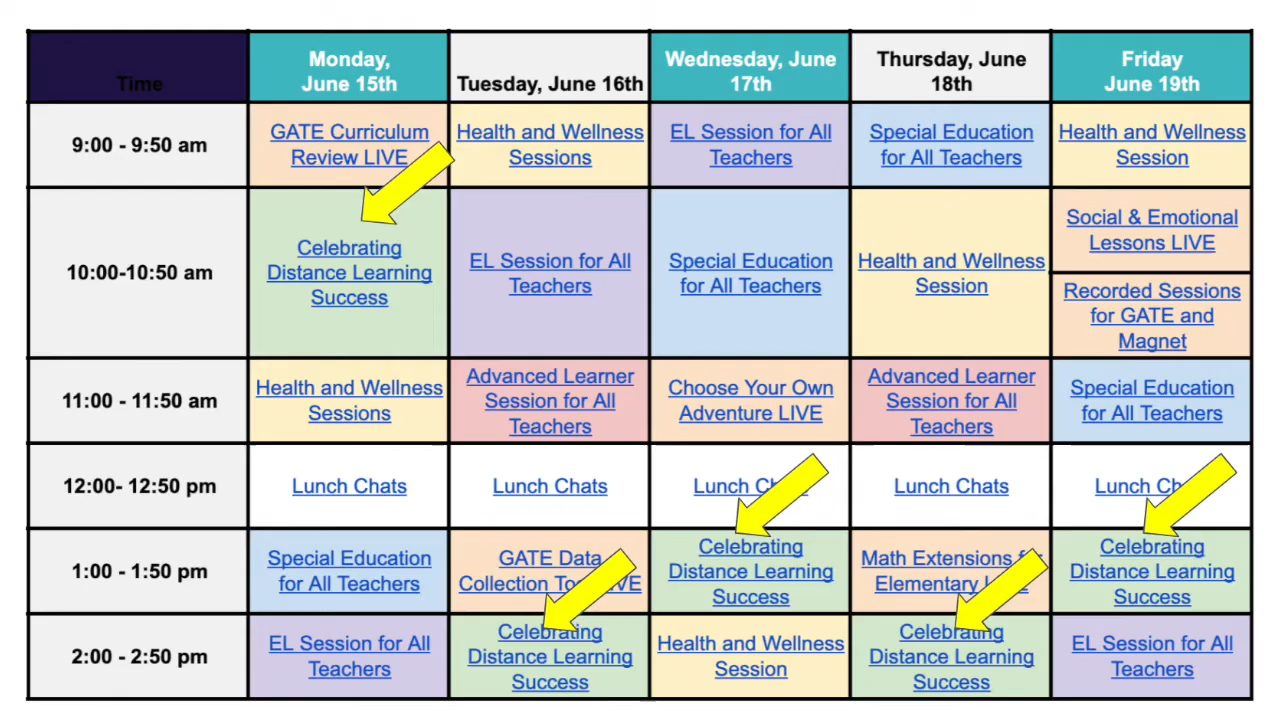 Time
Monday,
June 15th
Tuesday, June 16th
Wednesday, June
17th
Thursday, June
18th
Friday
June 19th
9:00 - 9:50 am
GATE Curriculum
Review LIVE
Health and Wellness
Sessions
EL Session for All
Teachers
Special Education
for All Teachers
Health and Wellness
Session
10:00-10:50 am
Celebrating
Distance Learning
Success
EL Session for All
Teachers
Special Education
for All Teachers
Health and Wellness
Session
Social & Emotional
Lessons LIVE
Recorded Sessions
for GATE and
Magnet
11:00 - 11:50 am
Health and Wellness
Sessions
Advanced Learner
Session for All
Teachers
Choose Your Own
Adventure LIVE
Advanced Learner
Session for All
Teachers
Special Education
for All Teachers
12:00- 12:50 pm
Lunch Chats
Lunch Chats
Lunch
Lunch Chats
Lunch
1:00 - 1:50 pm
Special Education
for All Teachers
GATE Data
Collection
Celebrating
Distance Learning
Success
Math Extensions
Elementary
Celebrating
Distance Learning
Success
2:00 - 2:50 pm
EL Session for All
Teachers
Celebrating
Distance Learning
Success
Health and Wellness
Session
Celebrating
Distance Learning
Success
EL Session for All
Teachers